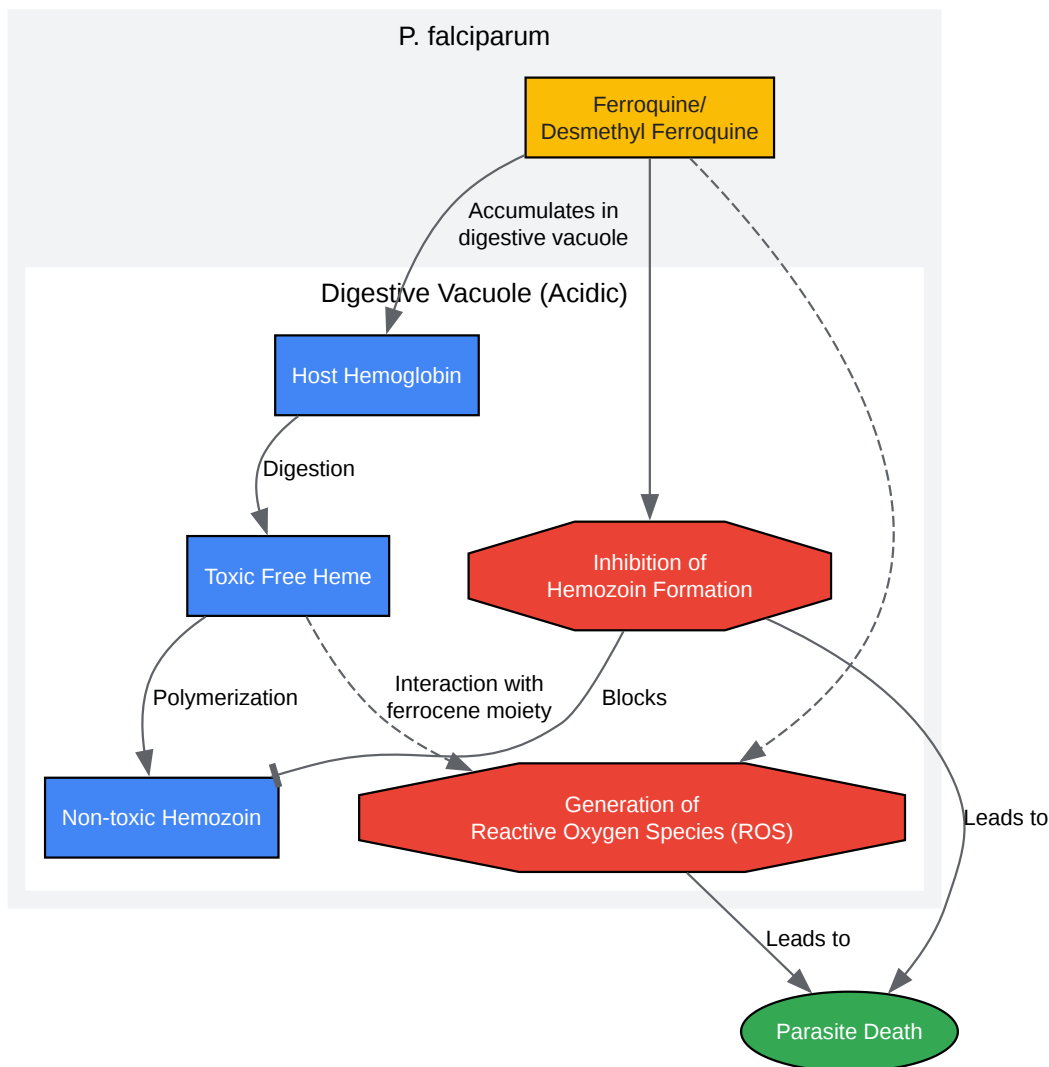 P. falciparum
Ferroquine/
Desmethyl Ferroquine
Accumulates in
digestive vacuole
Digestive Vacuole (Acidic)
Host Hemoglobin
Digestion
Toxic Free Heme
Inhibition of
Hemozoin Formation
Polymerization
Interaction with
ferrocene moiety
Blocks
Non-toxic Hemozoin
Generation of
Reactive Oxygen Species (ROS)
Leads to
Leads to
Parasite Death